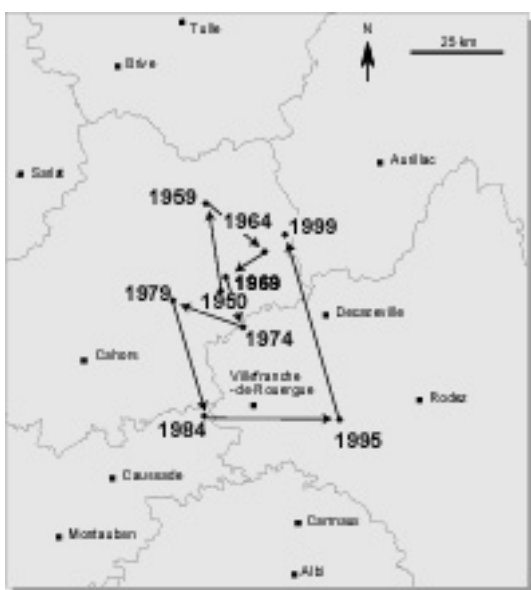 Tulle
N
25 km
Brive
Aurillac
Sarlat
1959
1964
1999
1969
1979
1950
Decazeville
1974
Cahors
Villefranche
-de-Rouergue
Rodez
1984
1995
Caussade
Carmaux
Montauban
Albi